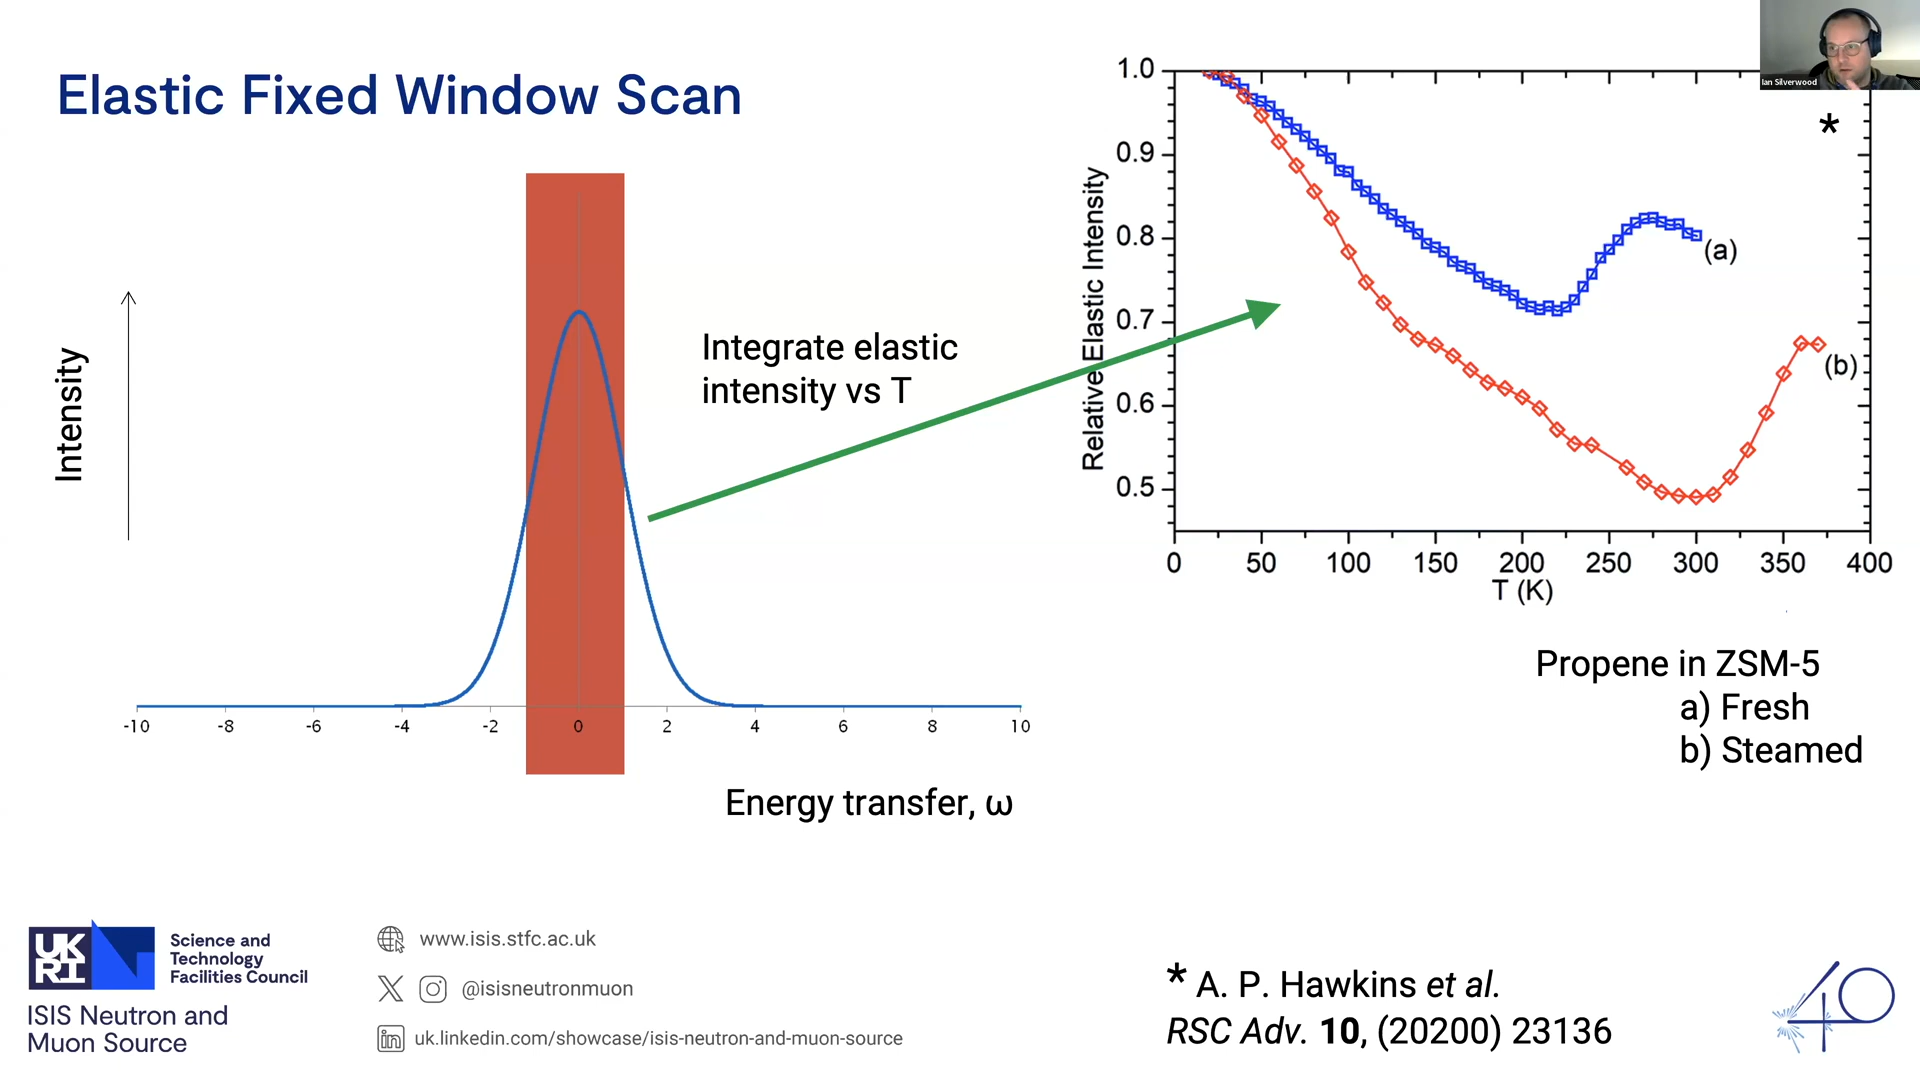 Elastic Fixed Window Scan
Ian Silverwood
Intensity
-10 -8 -6 -4 -2 0 2 4 6 8 10
Energy transfer, ω
Integrate elastic
intensity vs T
1.0
0.9
0.8
0.7
0.6
0.5
Relative Elastic Intensity
*
(a)
(b)
0 50 100 150 200 250 300 350 400
T (K)
Propene in ZSM-5
a) Fresh
b) Steamed
UK
RI
Science and
Technology
Facilities Council
ISIS Neutron and
Muon Source
www.isis.stfc.ac.uk
@isisneutronmuon
uk.linkedin.com/showcase/isis-neutron-and-muon-source
* A. P. Hawkins et al.
RSC Adv. 10, (20200) 23136
40